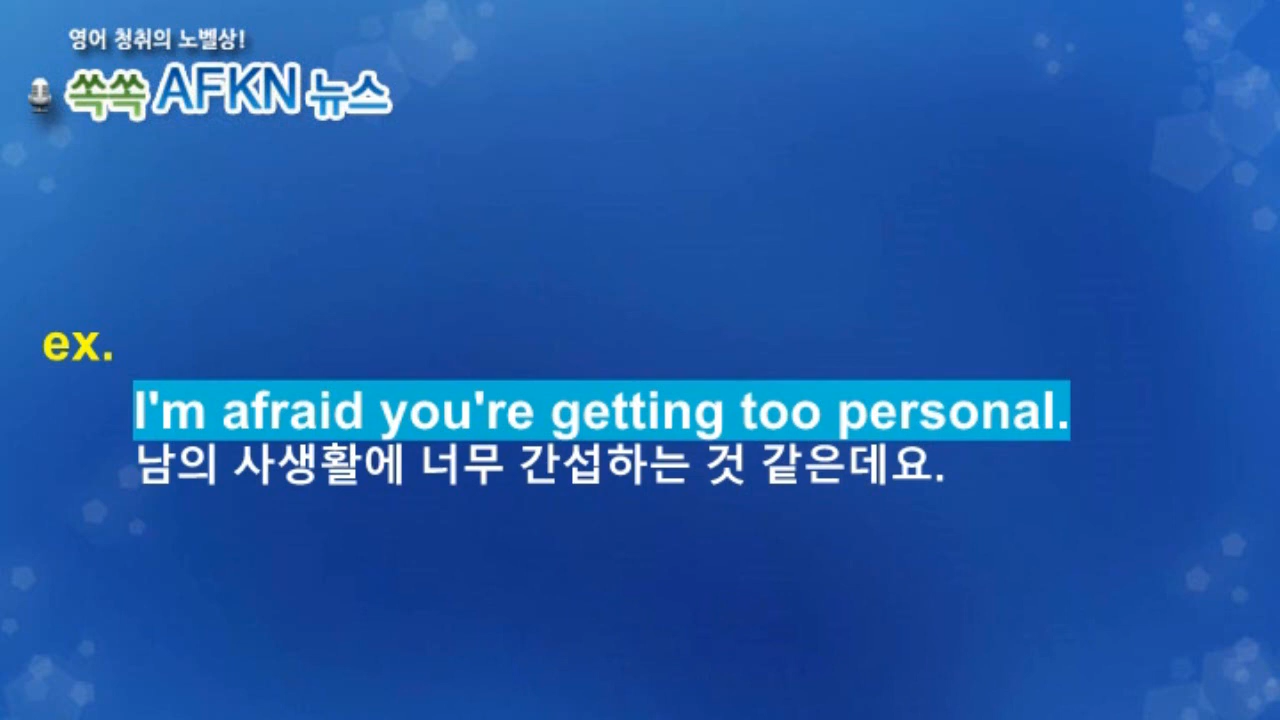 영어 청취의 노벨상!
쏙쏙 AFKN 뉴스
ex.
I'm afraid you're getting too personal.
남의 사생활에 너무 간섭하는 것 같은데요.